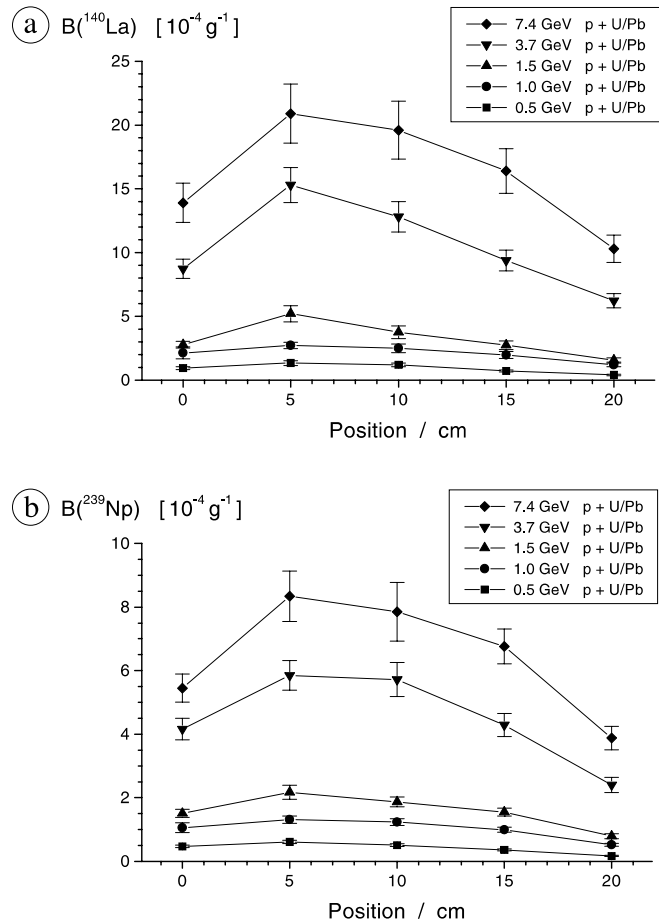 a B(¹⁴⁰La) [10⁻⁴ g⁻¹]
7.4 GeV p + U/Pb
3.7 GeV p + U/Pb
1.5 GeV p + U/Pb
1.0 GeV p + U/Pb
0.5 GeV p + U/Pb
25
20
15
10
5
0
0 5 10 15 20
Position / cm
b B(²³⁹Np) [10⁻⁴ g⁻¹]
7.4 GeV p + U/Pb
3.7 GeV p + U/Pb
1.5 GeV p + U/Pb
1.0 GeV p + U/Pb
0.5 GeV p + U/Pb
10
8
6
4
2
0
0 5 10 15 20
Position / cm